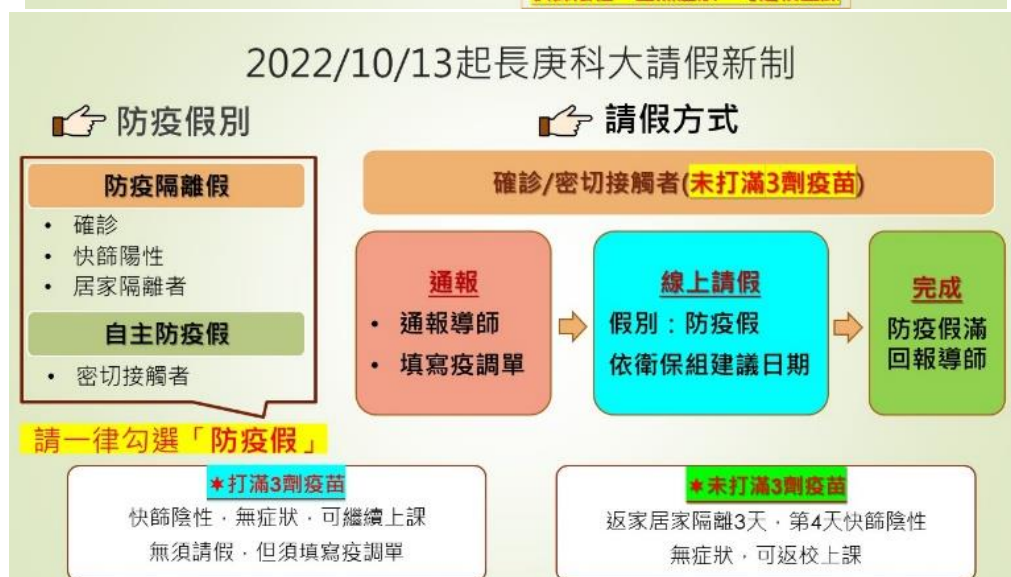 2022/10/13起長庚科大請假新制
防疫假別
防疫隔離假
• 確診
• 快篩陽性
• 居家隔離者
自主防疫假
• 密切接觸者
請一律勾選「防疫假」
請假方式
確診/密切接觸者(未打滿3劑疫苗)
通報
• 通報導師
• 填寫疫調單
線上請假
假別：防疫假
依衛保組建議日期
完成
防疫假滿
回報導師
*打滿3劑疫苗
快篩陰性，無症狀，可繼續上課
無須請假，但須填寫疫調單
*未打滿3劑疫苗
返家居家隔離3天，第4天快篩陰性
無症狀，可返校上課